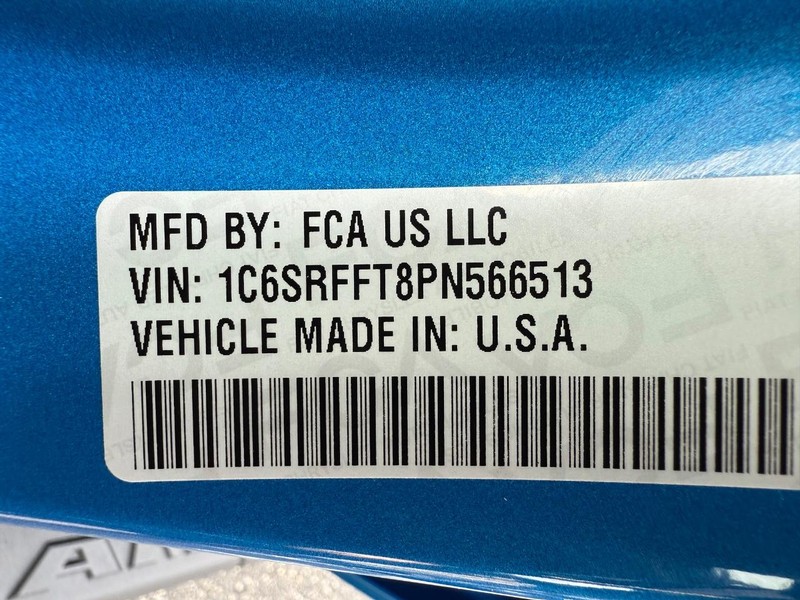 MFD BY: FCA US LLC
VIN: 1C6SRFFT8PN566513
VEHICLE MADE IN: U.S.A.